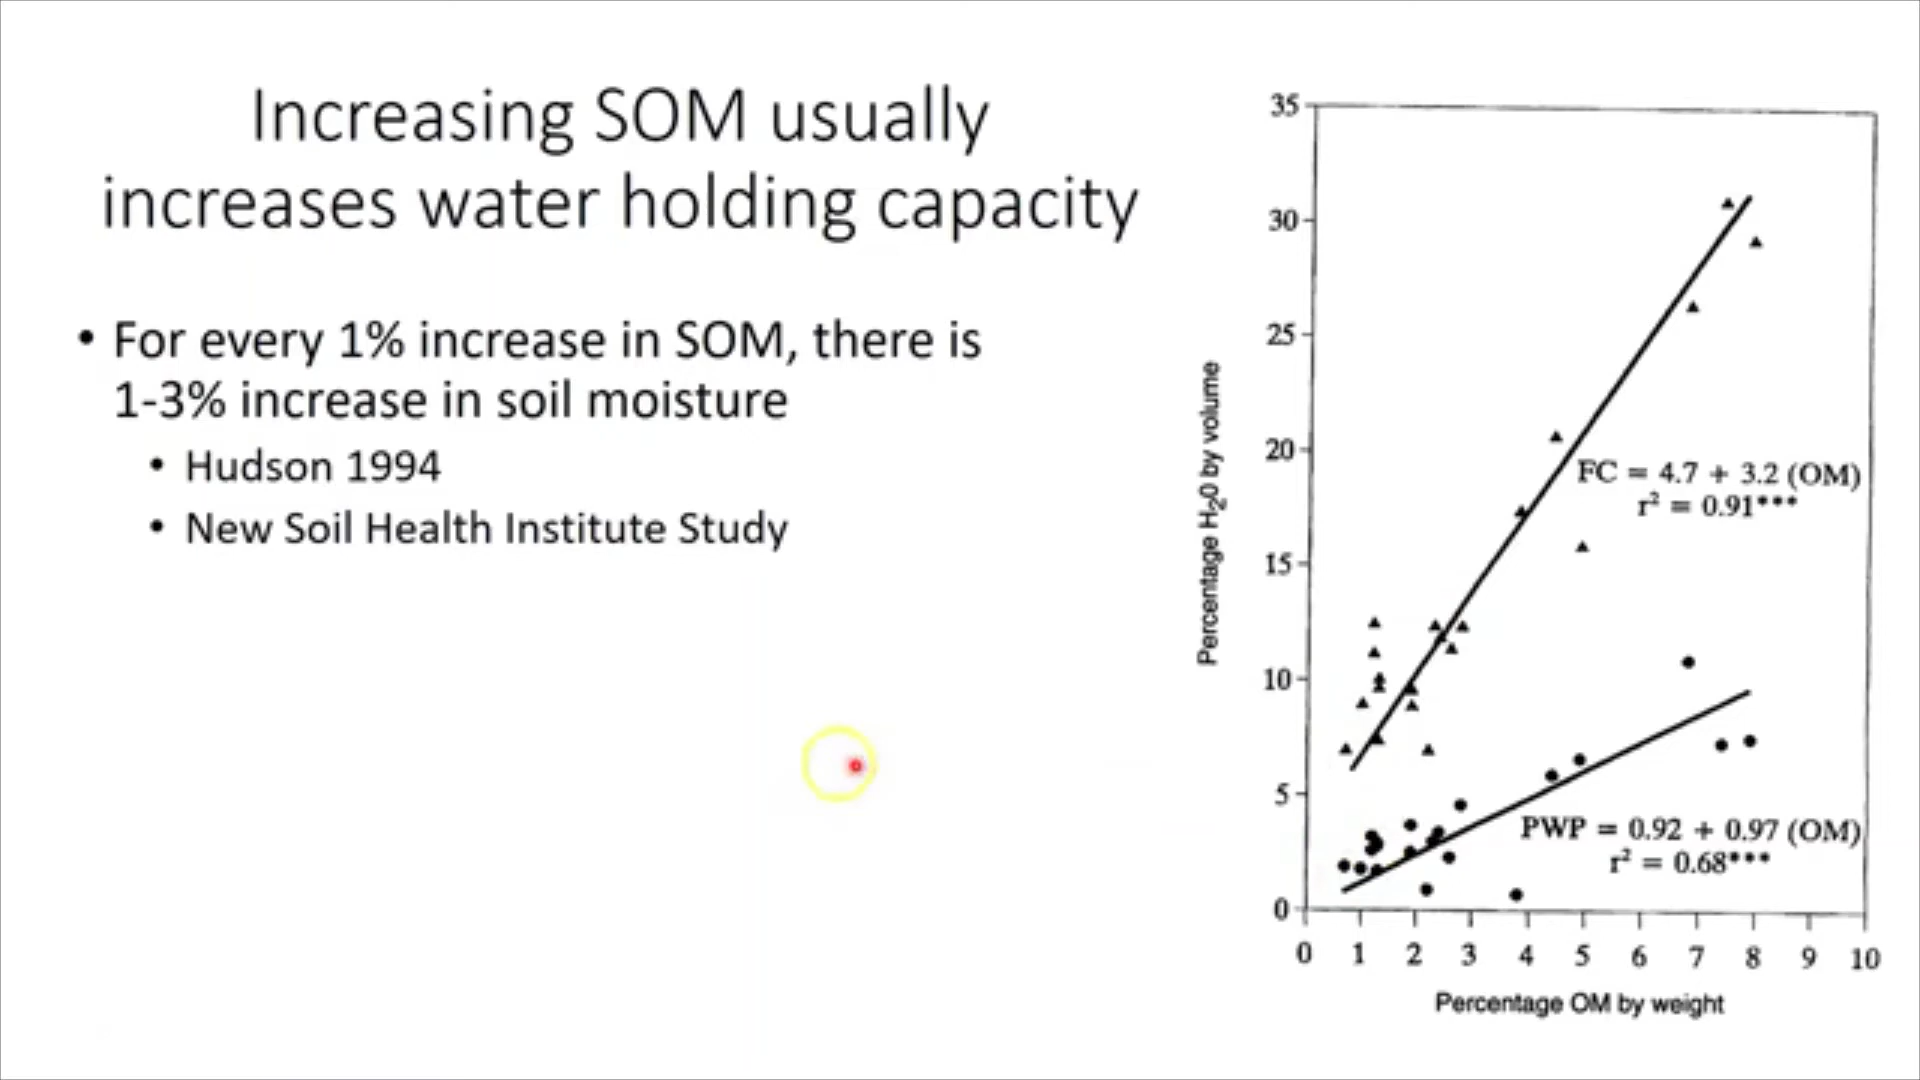 Increasing SOM usually
increases water holding capacity
• For every 1% increase in SOM, there is
1-3% increase in soil moisture
• Hudson 1994
• New Soil Health Institute Study
35
30
25
20
15
10
5
0
Percentage H₂0 by volume
FC = 4.7 + 3.2 (OM)
r² = 0.91***
PWP = 0.92 + 0.97 (OM)
r² = 0.68***
0 1 2 3 4 5 6 7 8 9 10
Percentage OM by weight